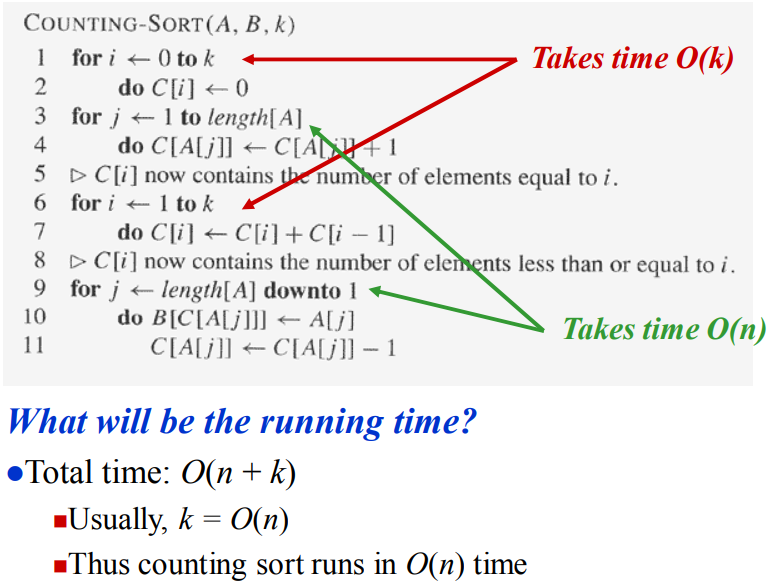 COUNTING-SORT(A, B, k)
1 for i ← 0 to k
2 do C[i] ← 0
3 for j ← 1 to length[A]
4 do C[A[j]] ← C[A[j]] + 1
5 ▷ C[i] now contains the number of elements equal to i.
6 for i ← 1 to k
7 do C[i] ← C[i] + C[i − 1]
8 ▷ C[i] now contains the number of elements less than or equal to i.
9 for j ← length[A] downto 1
10 do B[C[A[j]]] ← A[j]
11 C[A[j]] ← C[A[j]] − 1
Takes time O(k)
Takes time O(n)
What will be the running time?
●Total time: O(n + k)
■Usually, k = O(n)
■Thus counting sort runs in O(n) time